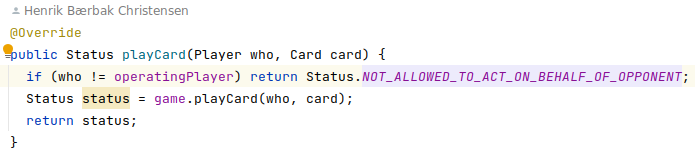 Henrik Bærbak Christensen
@Override
public Status playCard(Player who, Card card) {
  if (who != operatingPlayer) return Status.NOT_ALLOWED_TO_ACT_ON_BEHALF_OF_OPPONENT;
  Status status = game.playCard(who, card);
  return status;
}